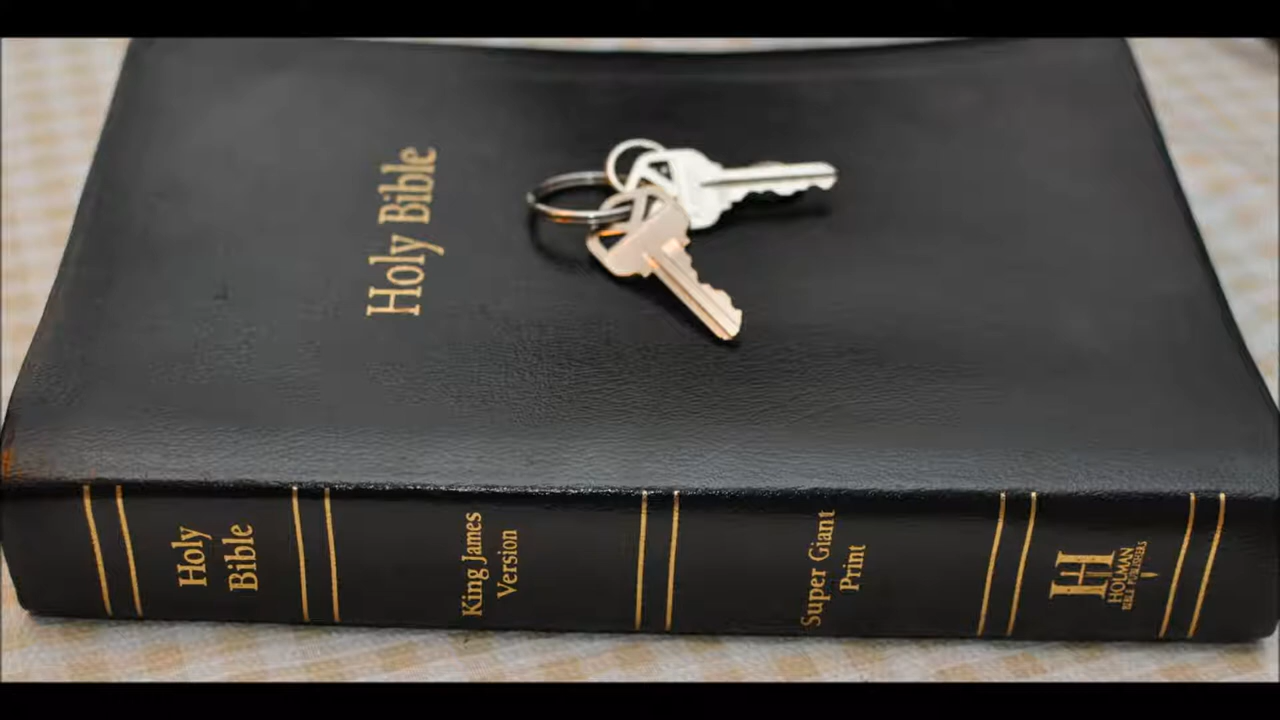 Holy Bible
Holy
Bible
King James
Version
Super Giant
Print
HOLMAN
BIBLE PUBLISHERS